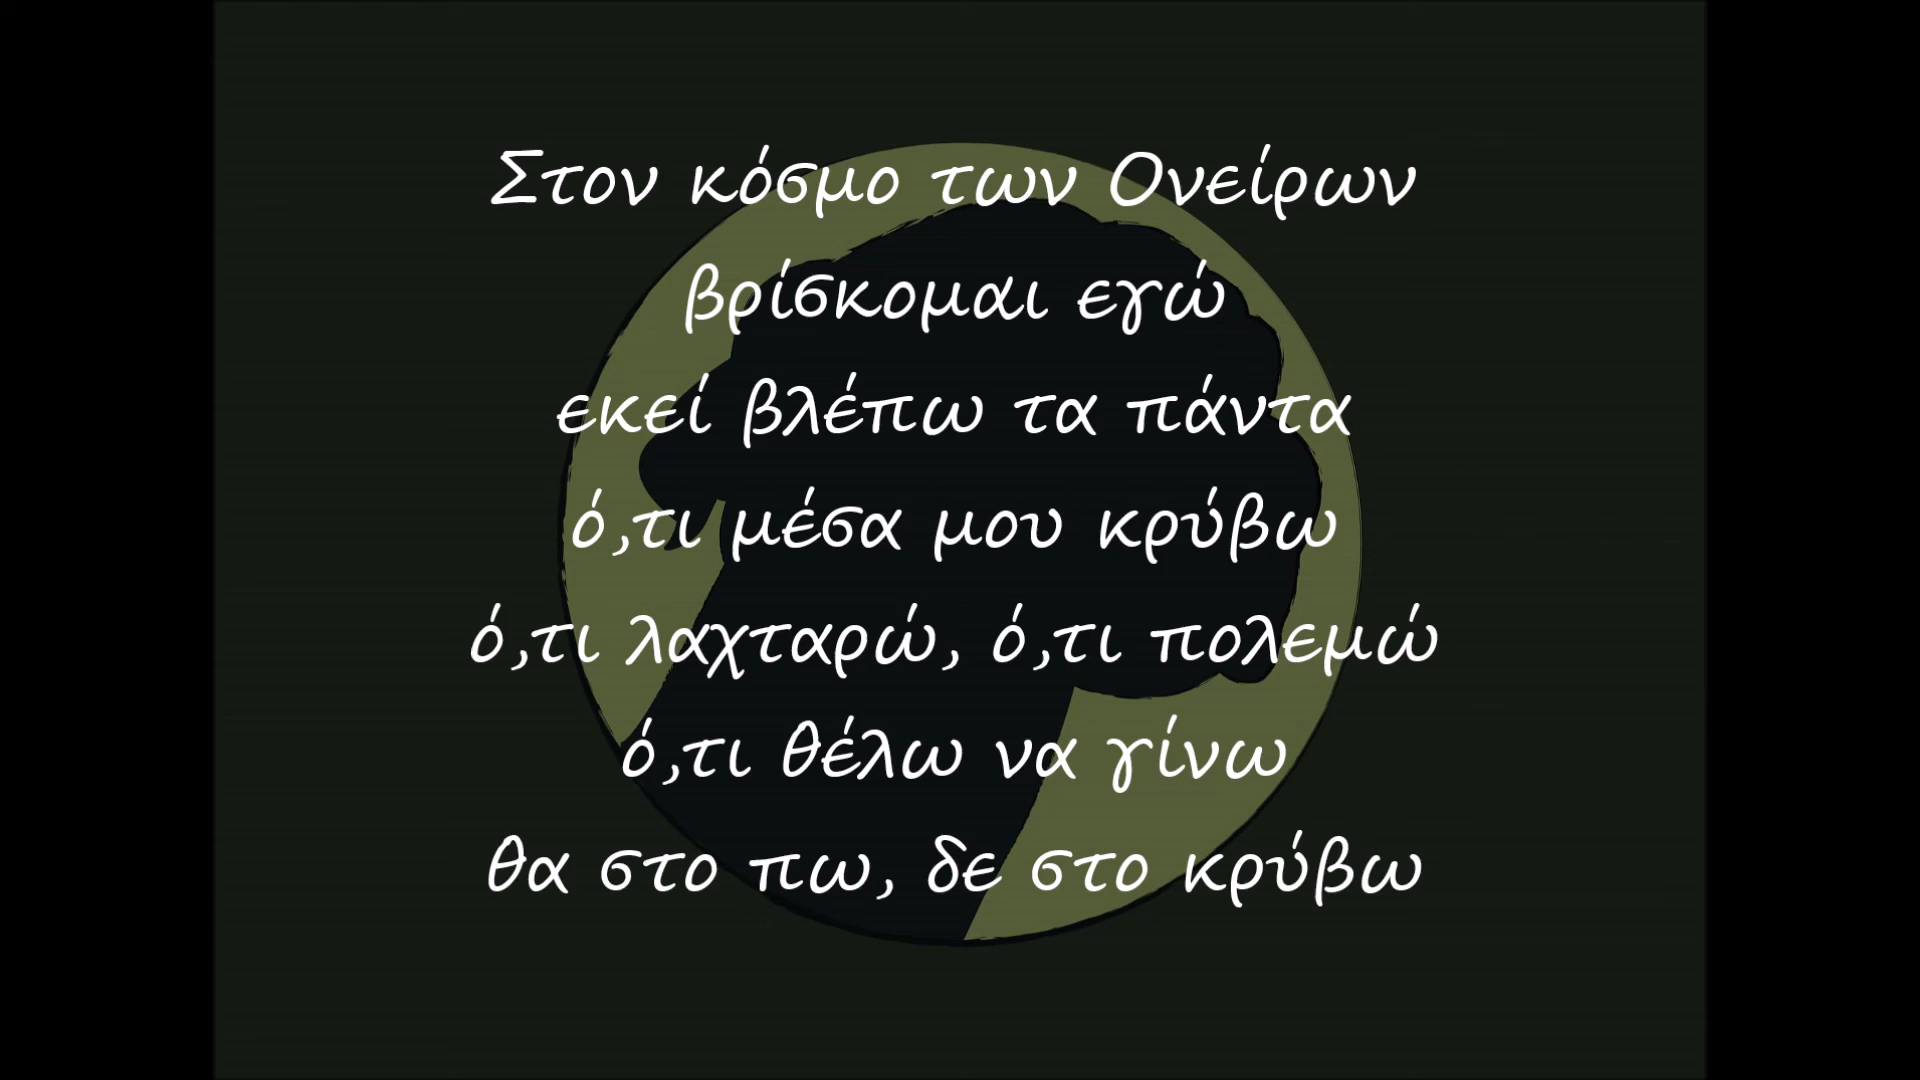 Στον κόσμο των Ονείρων
βρίσκομαι εγώ
εκεί βλέπω τα πάντα
ό,τι μέσα μου κρύβω
ό,τι λαχταρώ, ό,τι πολεμώ
ό,τι θέλω να γίνω
θα στο πω, δε στο κρύβω